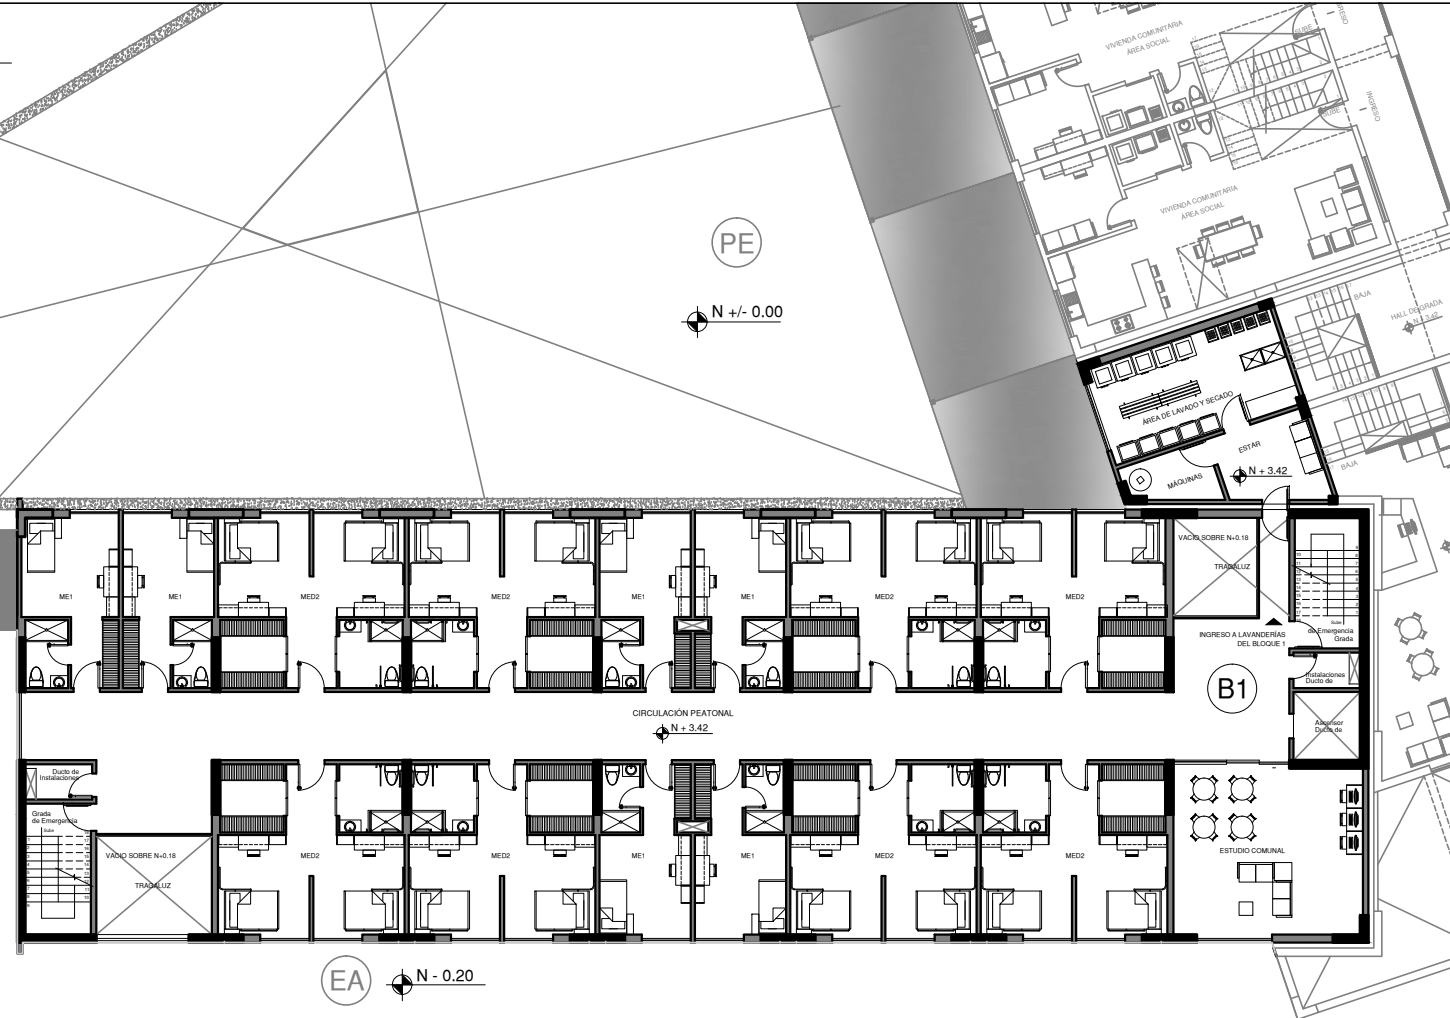 VIVIENDA COMUNITARIA
ÁREA SOCIAL
SUBE
INGRESO
SUBE
INGRESO
VIVIENDA COMUNITARIA
ÁREA SOCIAL
PE
N +/- 0.00
BAJA
HALL DE GRADA
N + 3.42
ÁREA DE LAVADO Y SECADO
ESTAR
N + 3.42
MÁQUINAS
BAJA
VACIO SOBRE N+0.18
TRAGALUZ
ME1
ME1
MED2
MED2
ME1
ME1
MED2
MED2
Sube
de Emergencia
Grada
INGRESO A LAVANDERÍAS
DEL BLOQUE 1
B1
Instalaciones
Ducto de
CIRCULACIÓN PEATONAL
N + 3.42
Ascensor
Ducto de
Ducto de
Instalaciones
Grada
de Emergencia
Sube
VACIO SOBRE N+0.18
TRAGALUZ
MED2
MED2
ME1
ME1
MED2
MED2
ESTUDIO COMUNAL
EA
N - 0.20